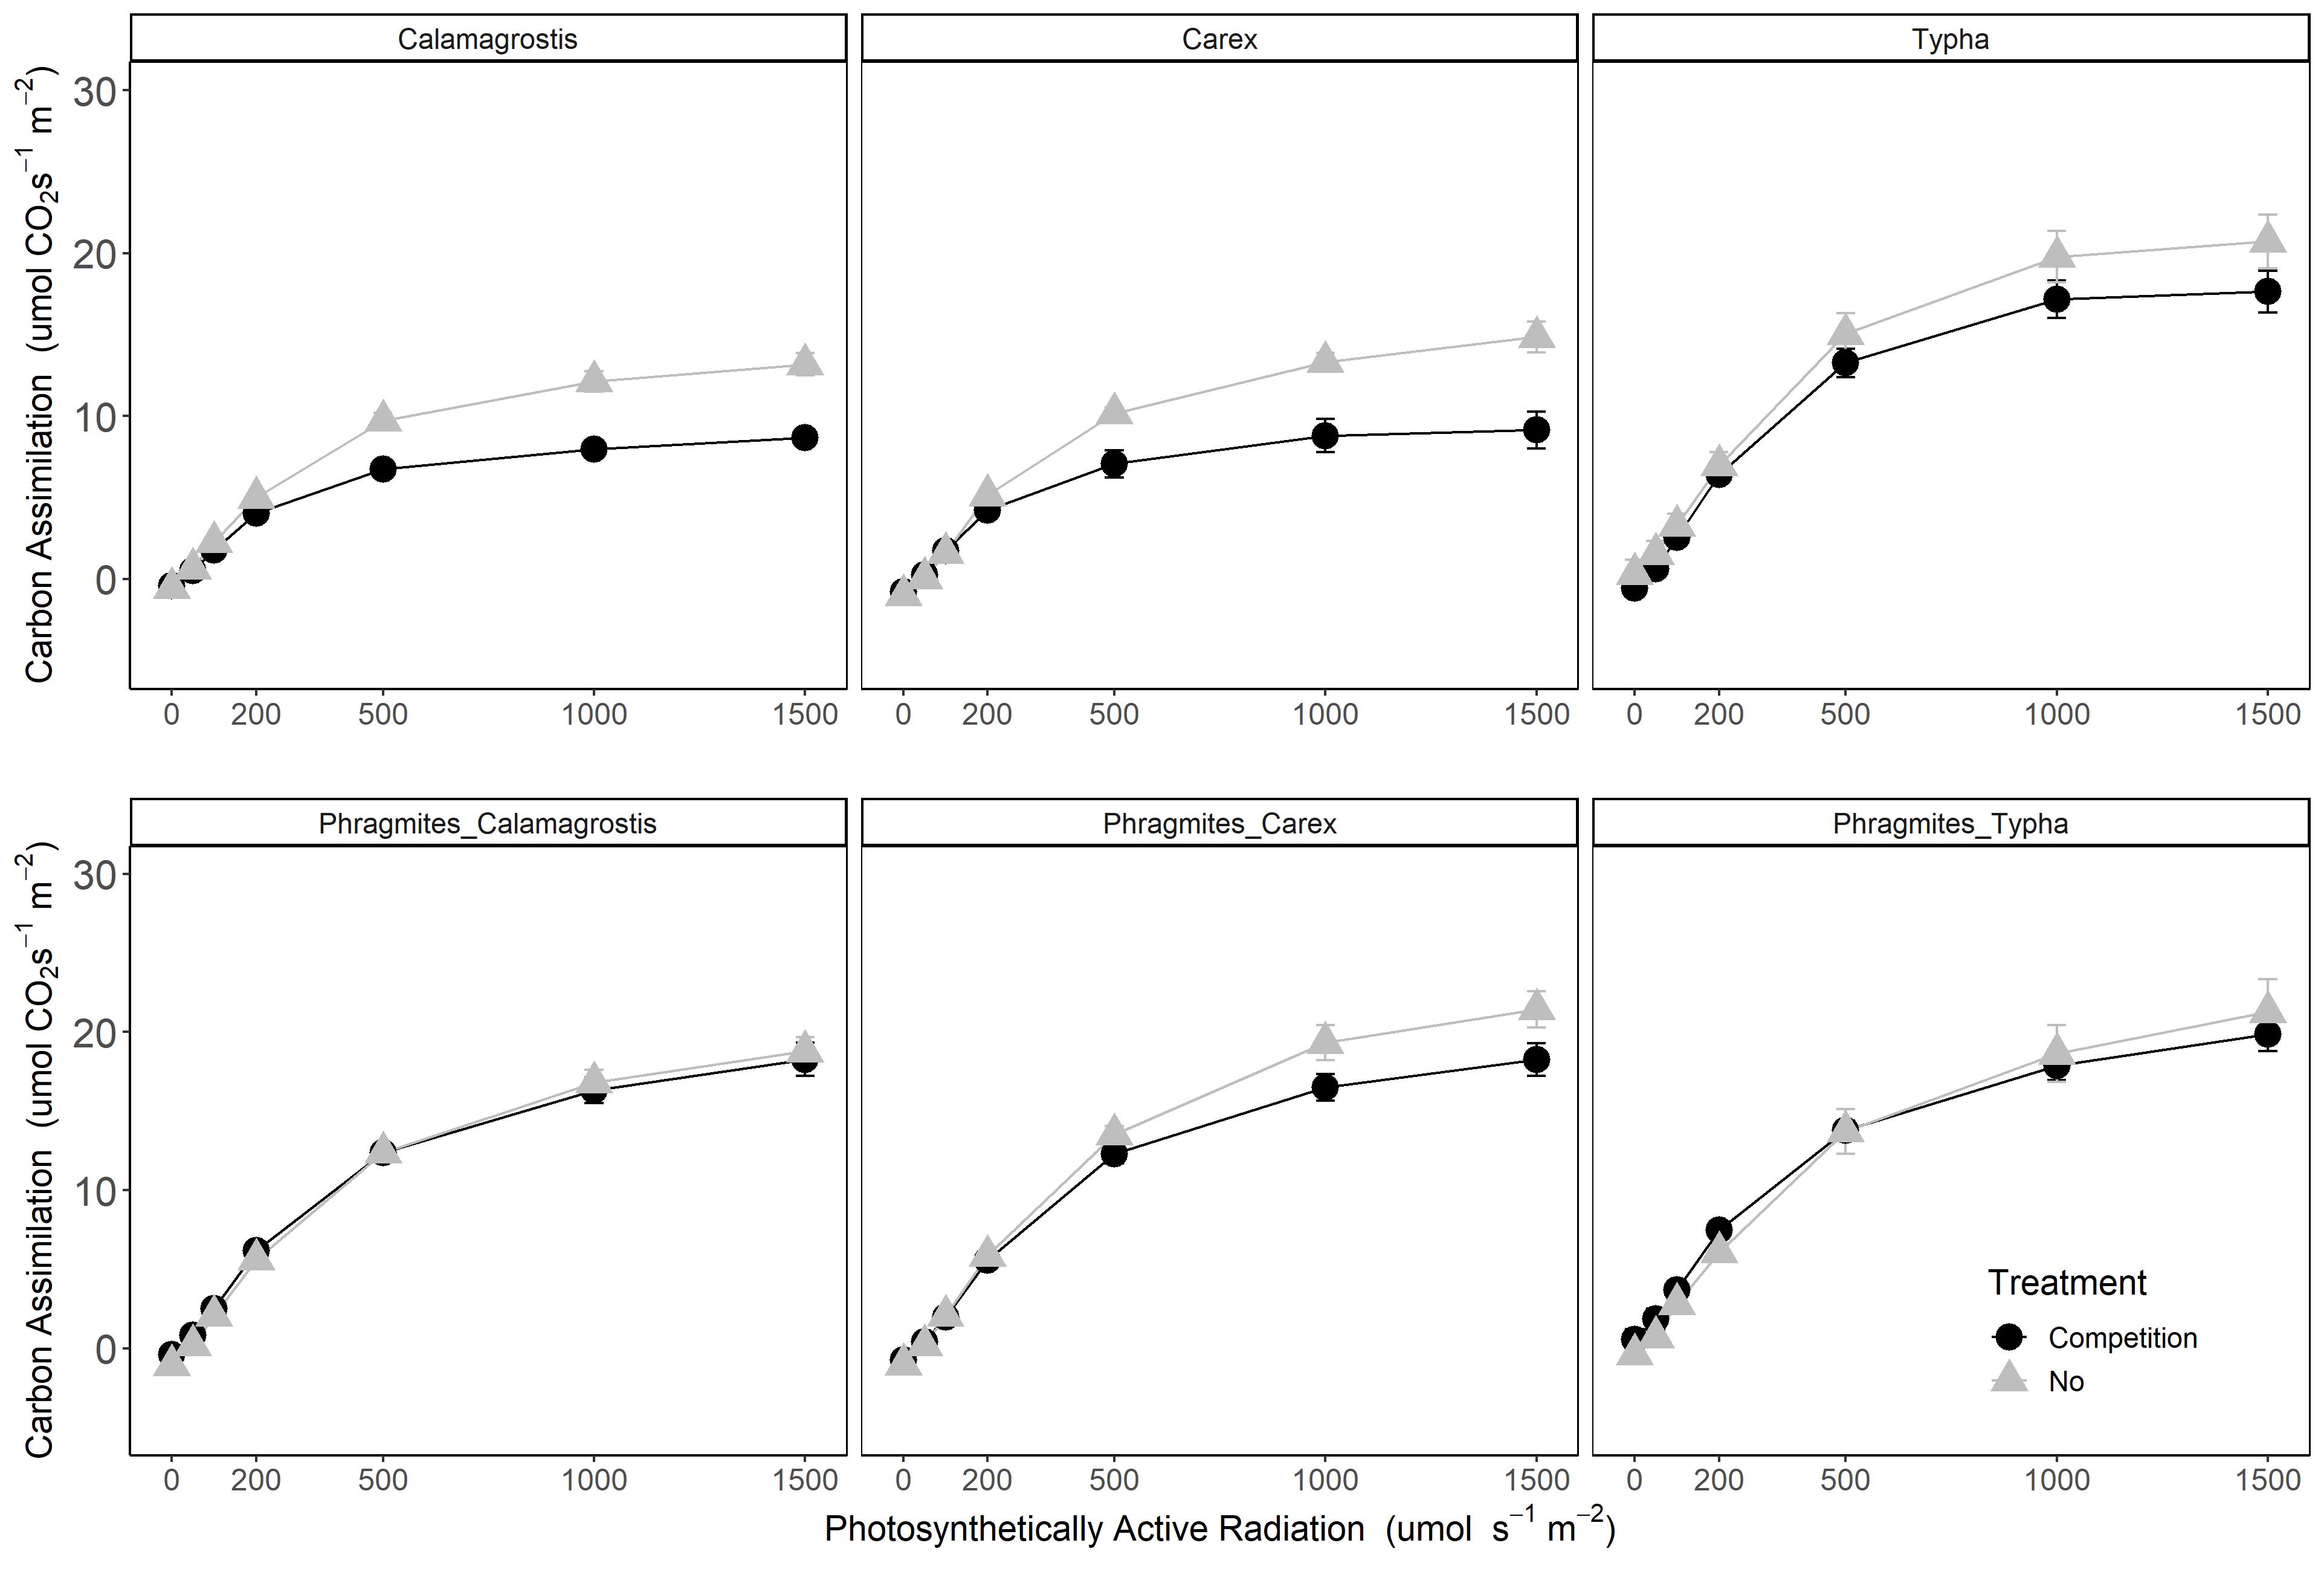 Calamagrostis Carex Typha
Carbon Assimilation (umol CO₂s⁻¹ m⁻²)
30
20
10
0
0 200 500 1000 1500 0 200 500 1000 1500 0 200 500 1000 1500
Phragmites_Calamagrostis Phragmites_Carex Phragmites_Typha
Carbon Assimilation (umol CO₂s⁻¹ m⁻²)
30
20
10
0
Treatment
Competition
No
0 200 500 1000 1500 0 200 500 1000 1500 0 200 500 1000 1500
Photosynthetically Active Radiation (umol s⁻¹ m⁻²)